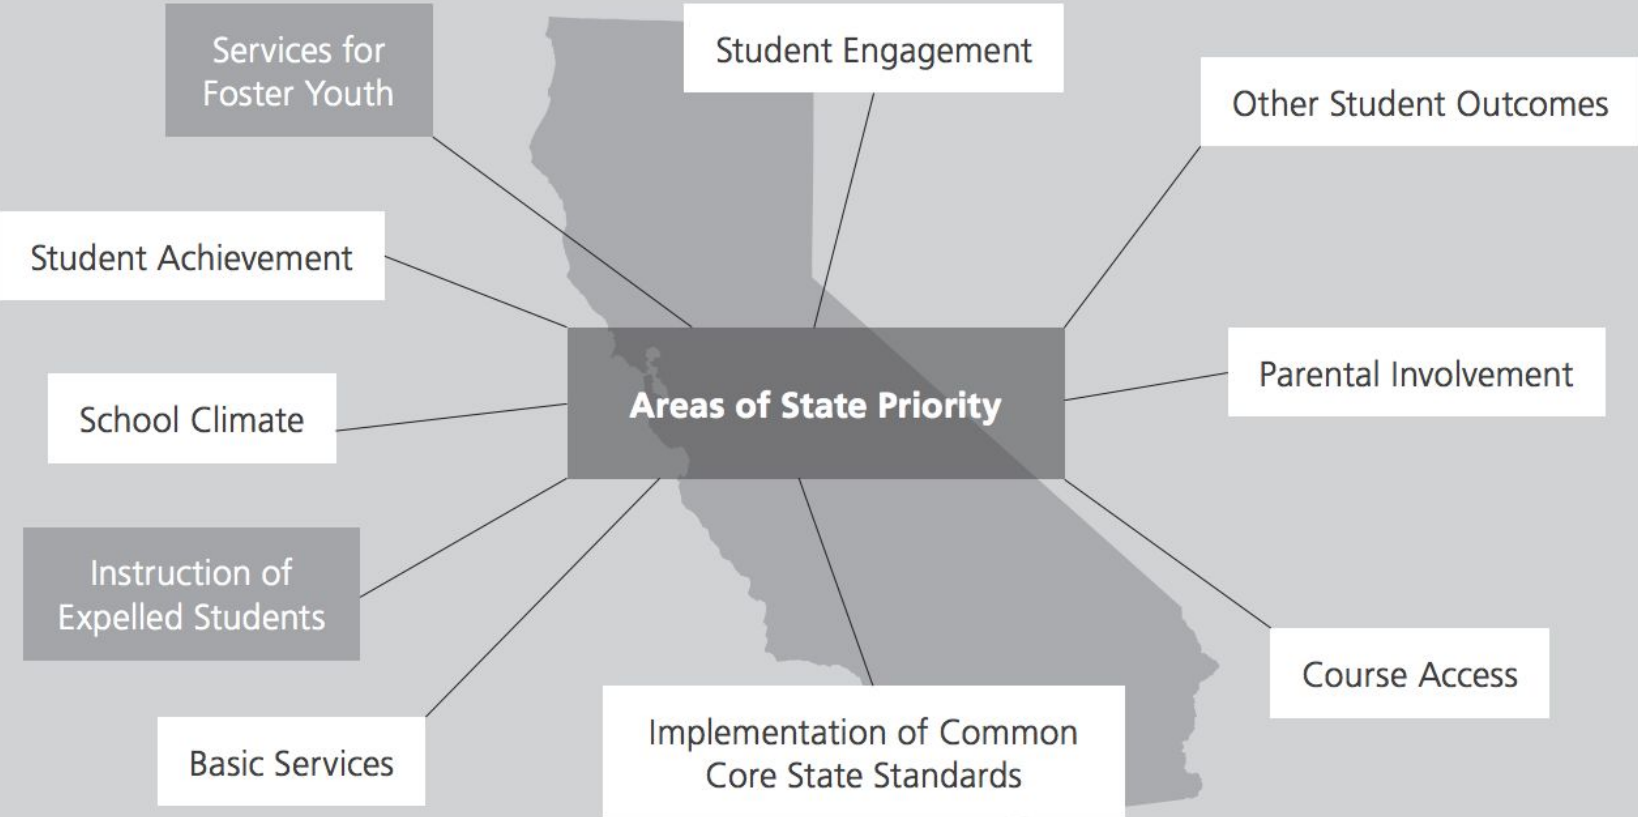 Services for
Foster Youth
Student Engagement
Other Student Outcomes
Student Achievement
Parental Involvement
School Climate
Areas of State Priority
Instruction of
Expelled Students
Course Access
Basic Services
Implementation of Common
Core State Standards